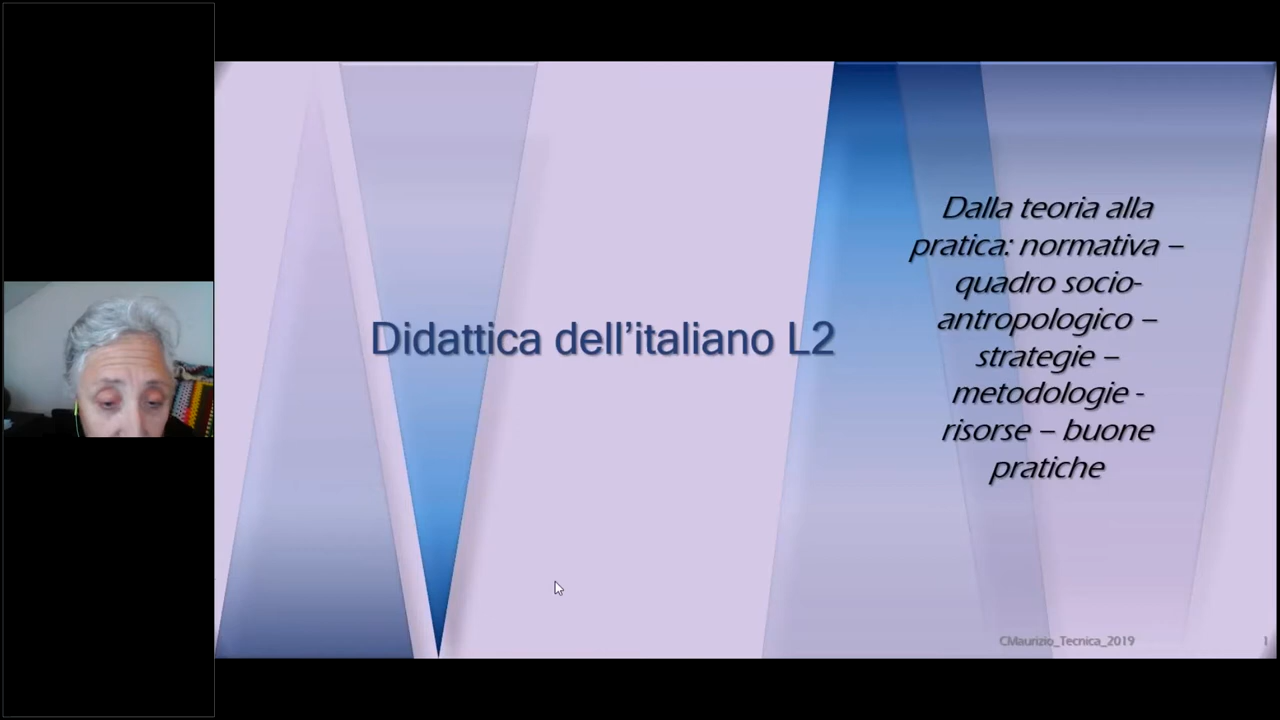 Didattica dell’italiano L2
Dalla teoria alla
pratica: normativa –
quadro socio-
antropologico –
strategie –
metodologie -
risorse – buone
pratiche
CMaurizio_Tecnica_2019
1